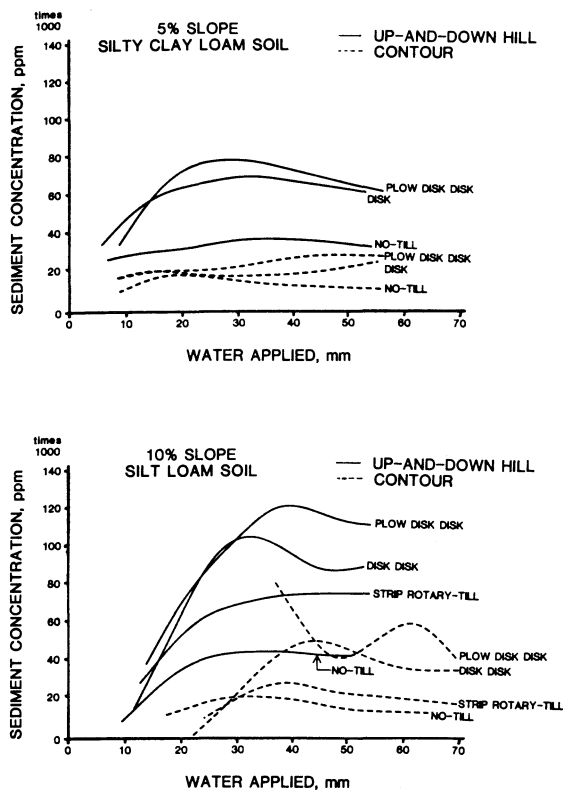 times
1000
5% SLOPE
SILTY CLAY LOAM SOIL
UP-AND-DOWN HILL
CONTOUR
SEDIMENT CONCENTRATION, ppm
140
120
100
80
60
40
20
0
PLOW DISK DISK
DISK
NO-TILL
PLOW DISK DISK
DISK
NO-TILL
0 10 20 30 40 50 60 70
WATER APPLIED, mm
times
1000
10% SLOPE
SILT LOAM SOIL
UP-AND-DOWN HILL
CONTOUR
SEDIMENT CONCENTRATION, ppm
140
120
100
80
60
40
20
0
PLOW DISK DISK
DISK DISK
STRIP ROTARY-TILL
PLOW DISK DISK
NO-TILL
DISK DISK
STRIP ROTARY-TILL
NO-TILL
0 10 20 30 40 50 60 70
WATER APPLIED, mm